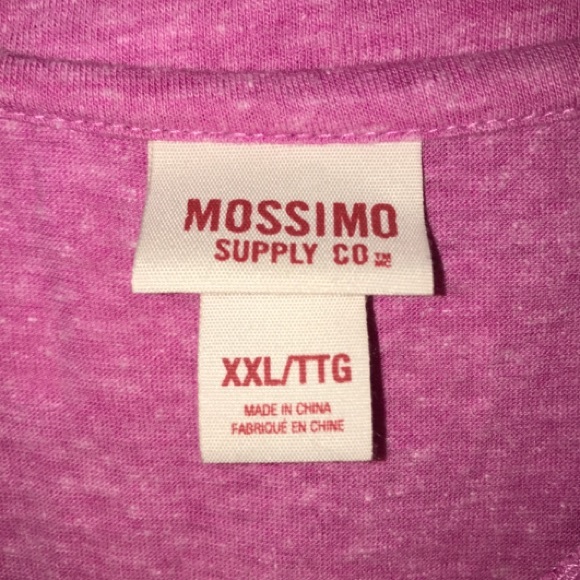 MOSSIMO
SUPPLY CO ™ MC
XXL/TTG
MADE IN CHINA
FABRIQUÉ EN CHINE